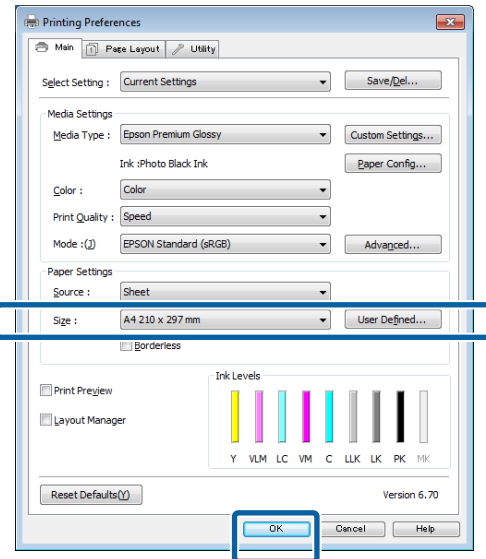 Printing Preferences
Main Page Layout Utility
Select Setting : Current Settings Save/Del...
Media Settings
Media Type : Epson Premium Glossy Custom Settings...
Ink :Photo Black Ink Paper Config...
Color : Color
Print Quality : Speed
Mode :(J) EPSON Standard (sRGB) Advanced...
Paper Settings
Source : Sheet
Size : A4 210 x 297 mm User Defined...
Borderless
Ink Levels
Print Preview
Layout Manager
Y VLM LC VM C LLK LK PK MK
Reset Defaults(Y) Version 6.70
OK Cancel Help